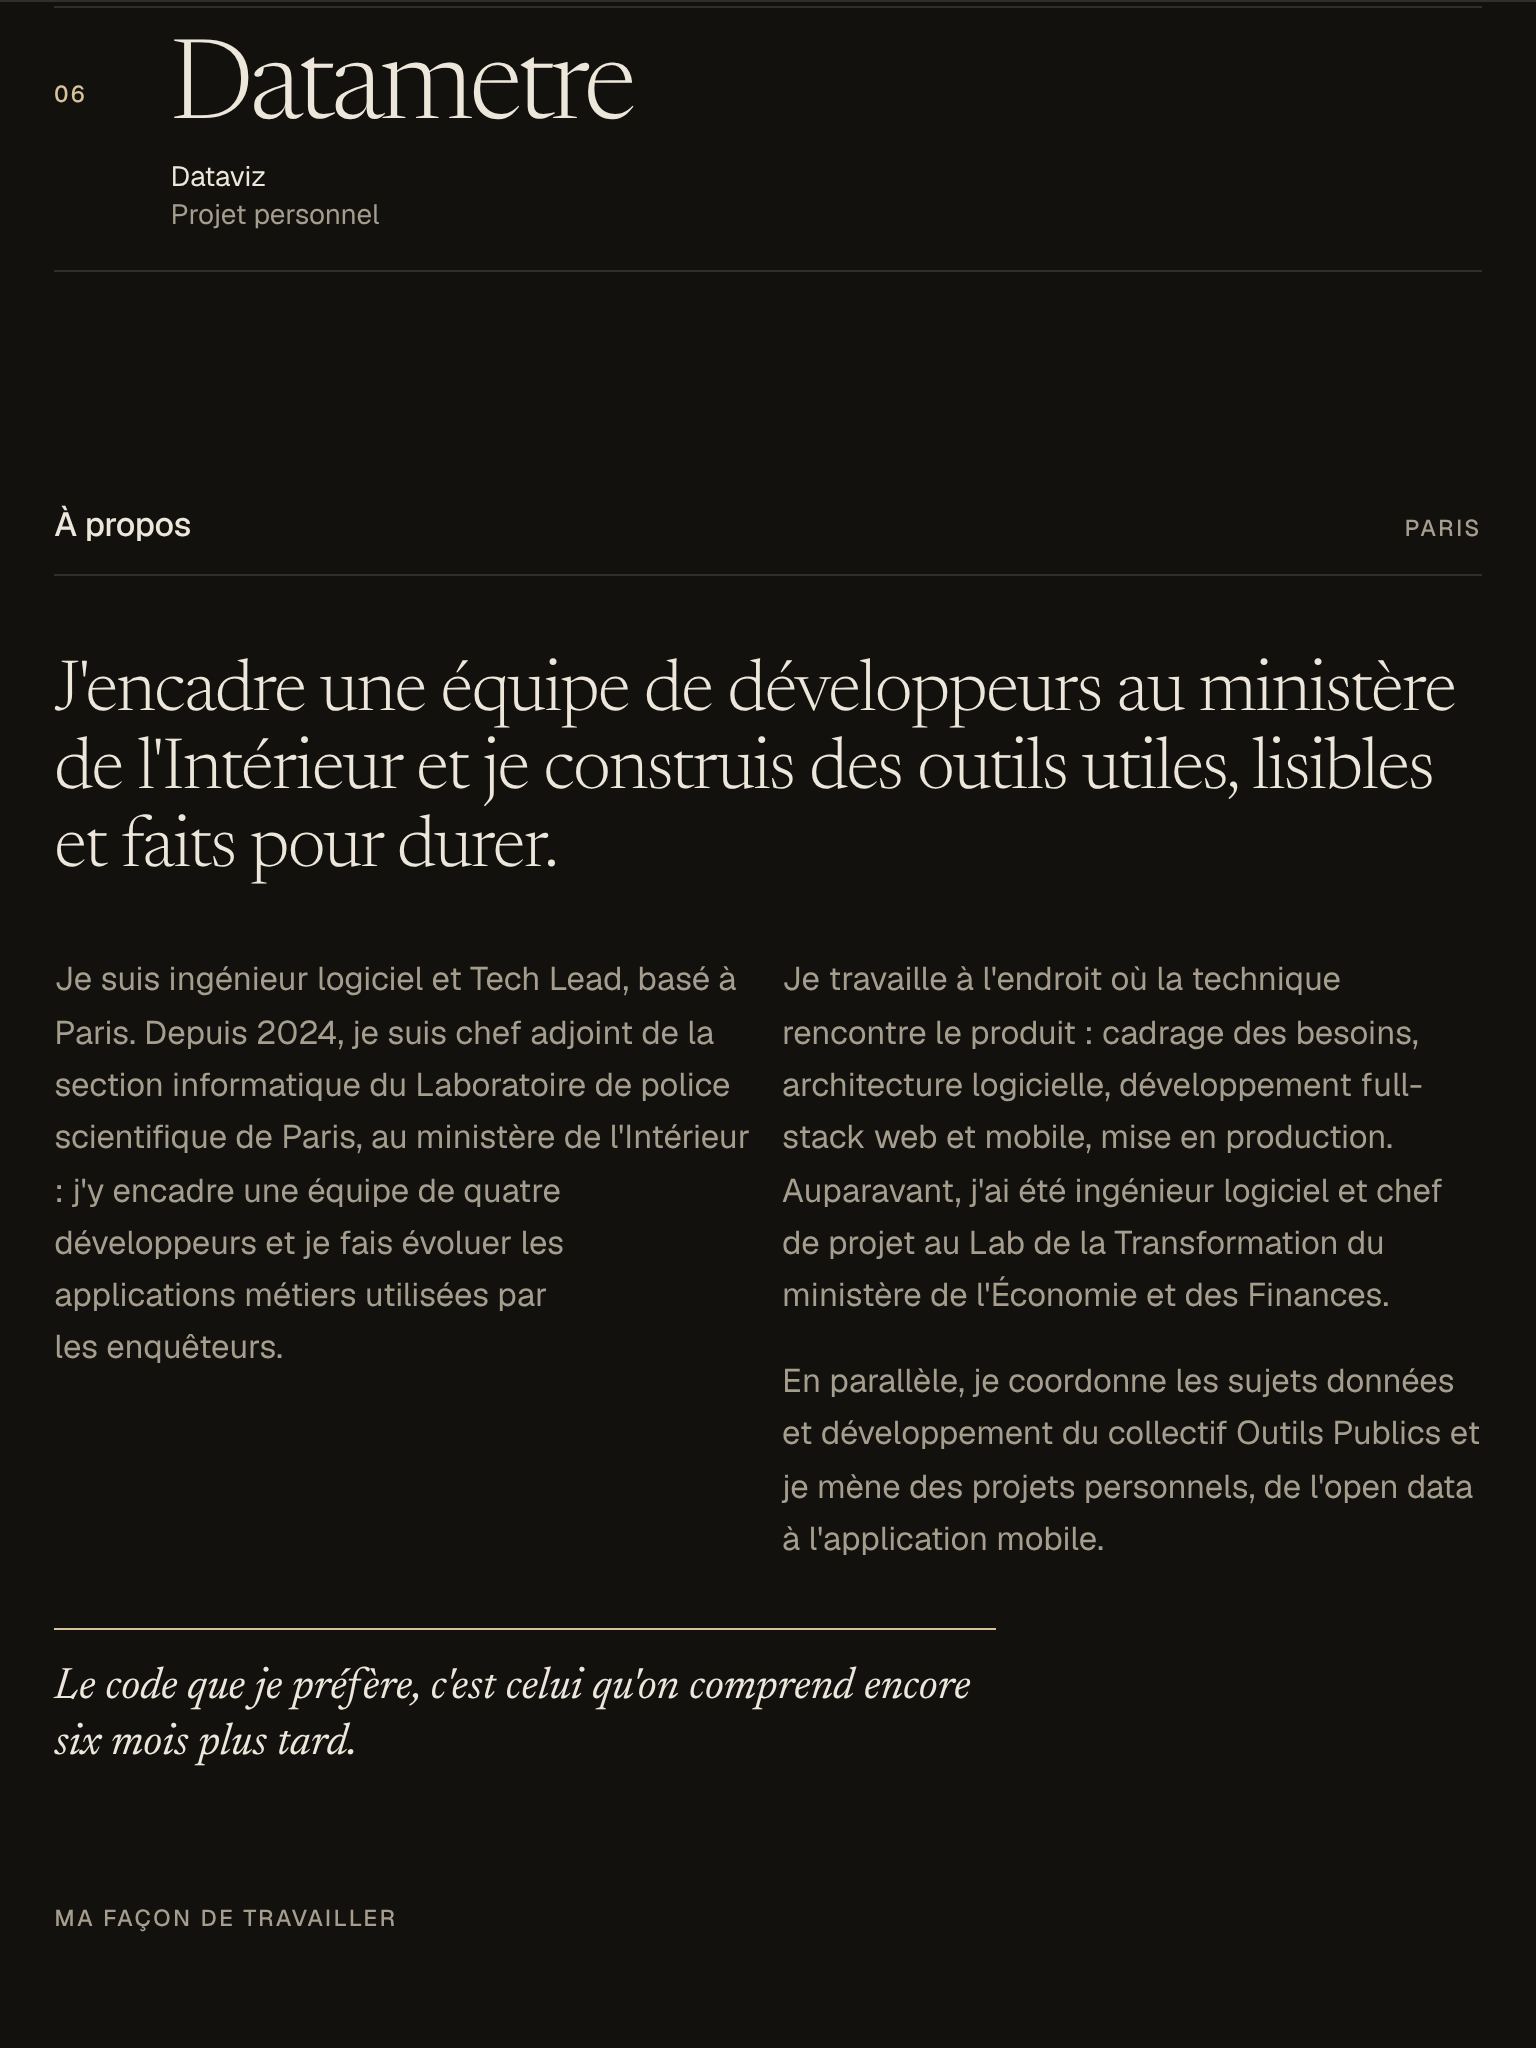 06
Datametre
Dataviz
Projet personnel
À propos
PARIS
J'encadre une équipe de développeurs au ministère
de l'Intérieur et je construis des outils utiles, lisibles
et faits pour durer.
Je suis ingénieur logiciel et Tech Lead, basé à
Paris. Depuis 2024, je suis chef adjoint de la
section informatique du Laboratoire de police
scientifique de Paris, au ministère de l'Intérieur
: j'y encadre une équipe de quatre
développeurs et je fais évoluer les
applications métiers utilisées par
les enquêteurs.
Je travaille à l'endroit où la technique
rencontre le produit : cadrage des besoins,
architecture logicielle, développement full-
stack web et mobile, mise en production.
Auparavant, j'ai été ingénieur logiciel et chef
de projet au Lab de la Transformation du
ministère de l'Économie et des Finances.
En parallèle, je coordonne les sujets données
et développement du collectif Outils Publics et
je mène des projets personnels, de l'open data
à l'application mobile.
Le code que je préfère, c'est celui qu'on comprend encore
six mois plus tard.
MA FAÇON DE TRAVAILLER